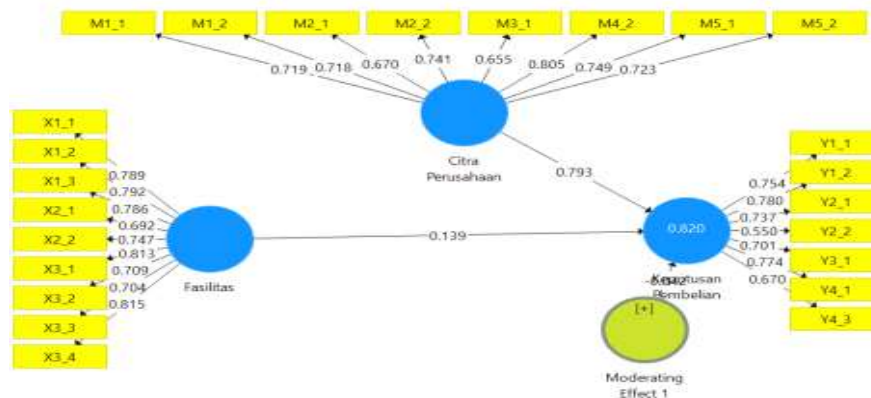 M1_1 M1_2 M2_1 M2_2 M3_1 M4_2 M5_1 M5_2
0.719 0.718 0.670 0.741 0.655 0.805 0.749 0.723
Citra
Perusahaan
X1_1
X1_2
X1_3
X2_1
X2_2
X3_1
X3_2
X3_3
X3_4
0.789
0.792
0.786
0.692
0.747
0.813
0.709
0.704
0.815
Fasilitas
0.139
0.793
0.820
Keputusan
Pembelian
[+]
Moderating
Effect 1
0.754
0.780
0.737
0.550
0.701
0.774
0.670
Y1_1
Y1_2
Y2_1
Y2_2
Y3_1
Y4_1
Y4_3